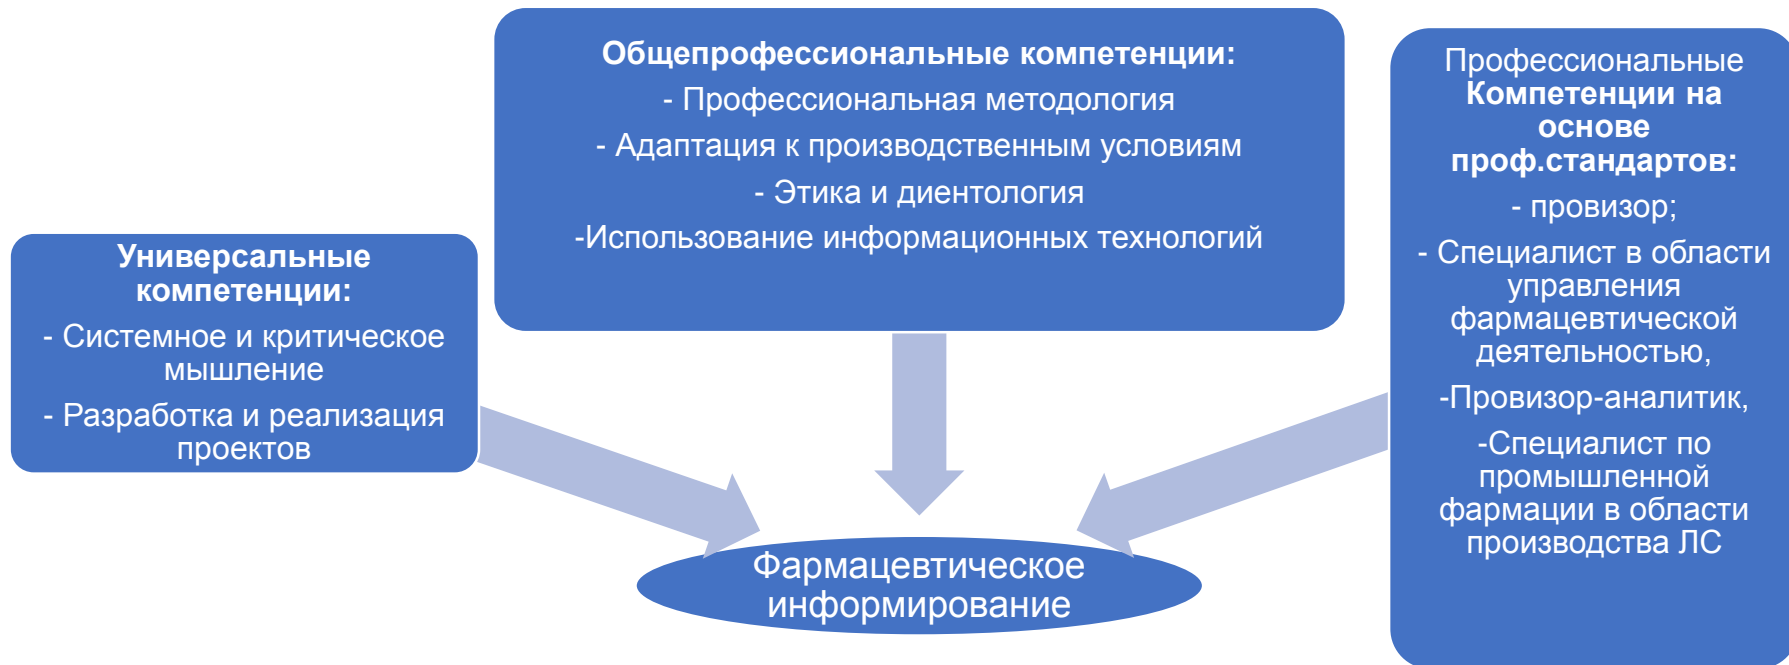 Общепрофессиональные компетенции:
- Профессиональная методология
- Адаптация к производственным условиям
- Этика и диентология
-Использование информационных технологий
Универсальные
компетенции:
- Системное и критическое
мышление
- Разработка и реализация
проектов
Профессиональные
Компетенции на
основе
проф.стандартов:
- провизор;
- Специалист в области
управления
фармацевтической
деятельностью,
-Провизор-аналитик,
-Специалист по
промышленной
фармации в области
производства ЛС
Фармацевтическое
информирование